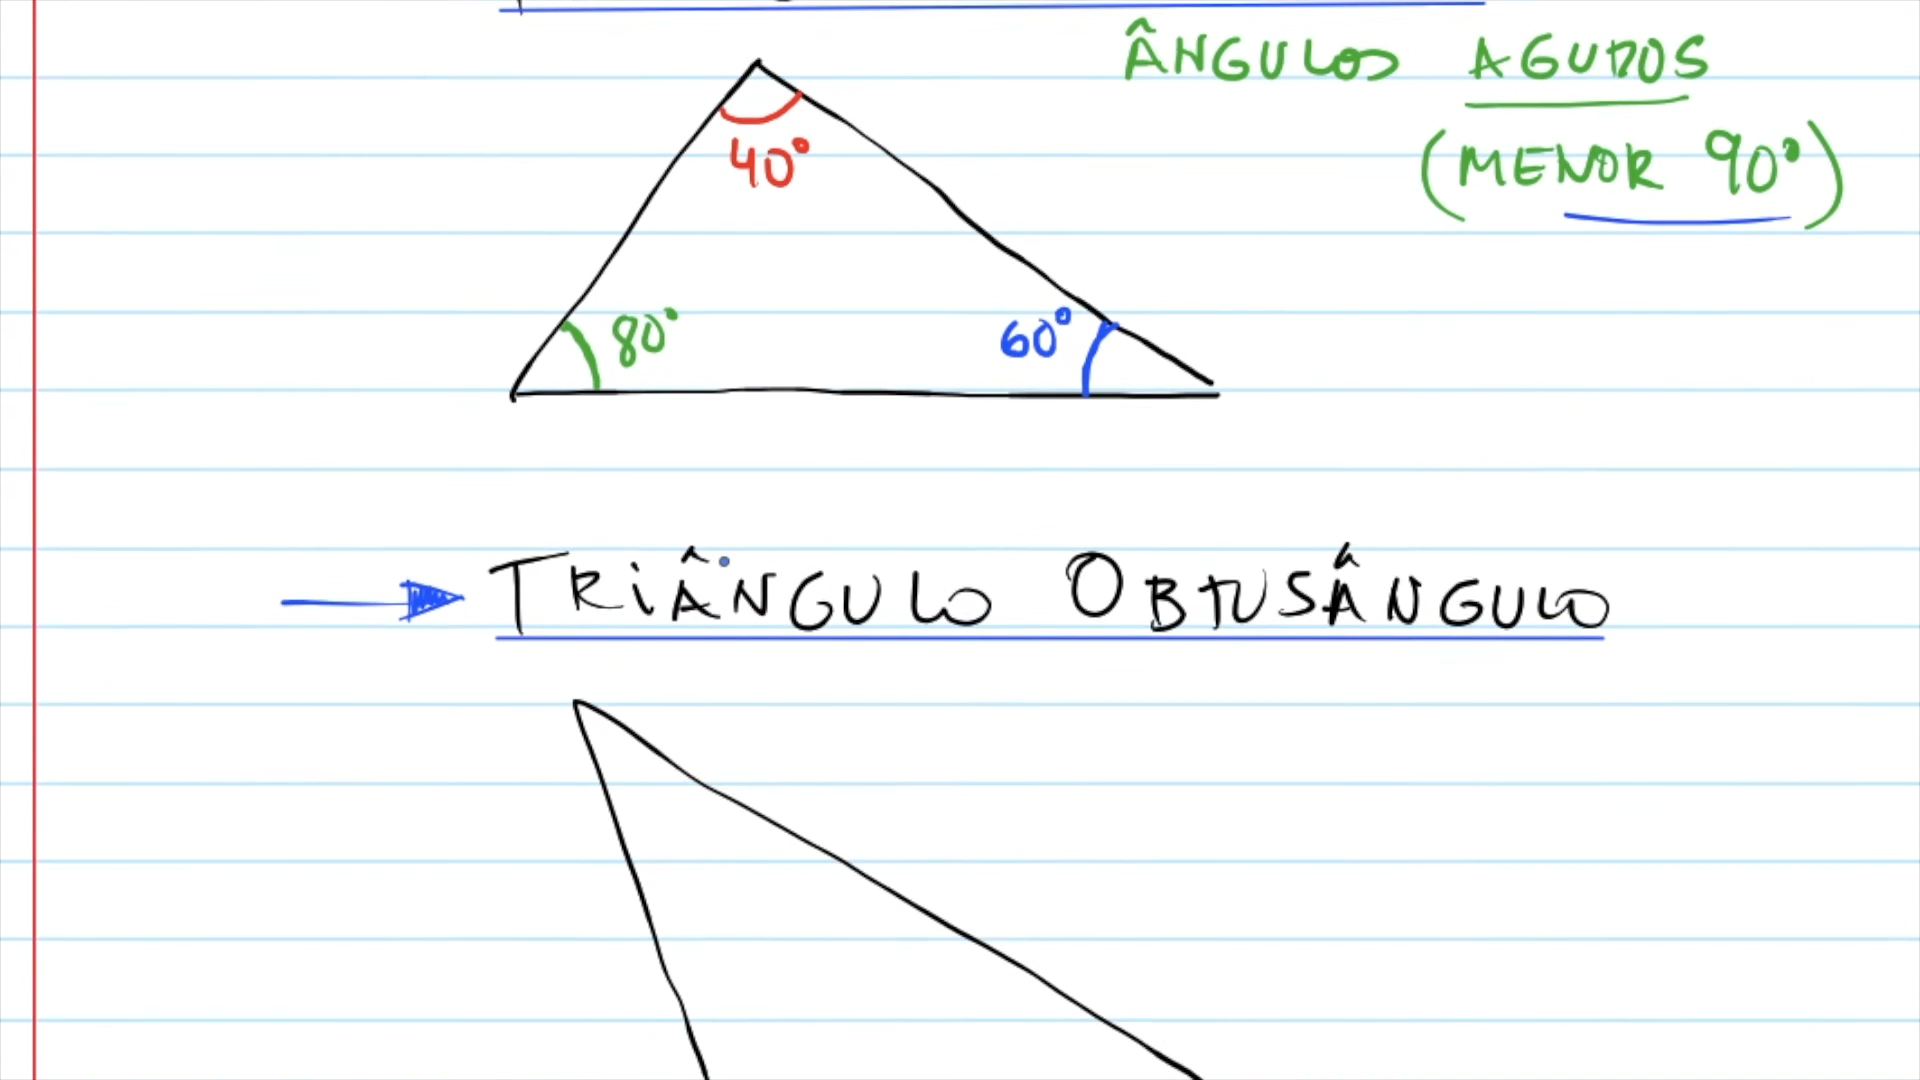 ÂNGULOS AGUDOS
(MENOR 90°)
40°
80°
60°
TRIÂNGULO OBTUSÂNGULO